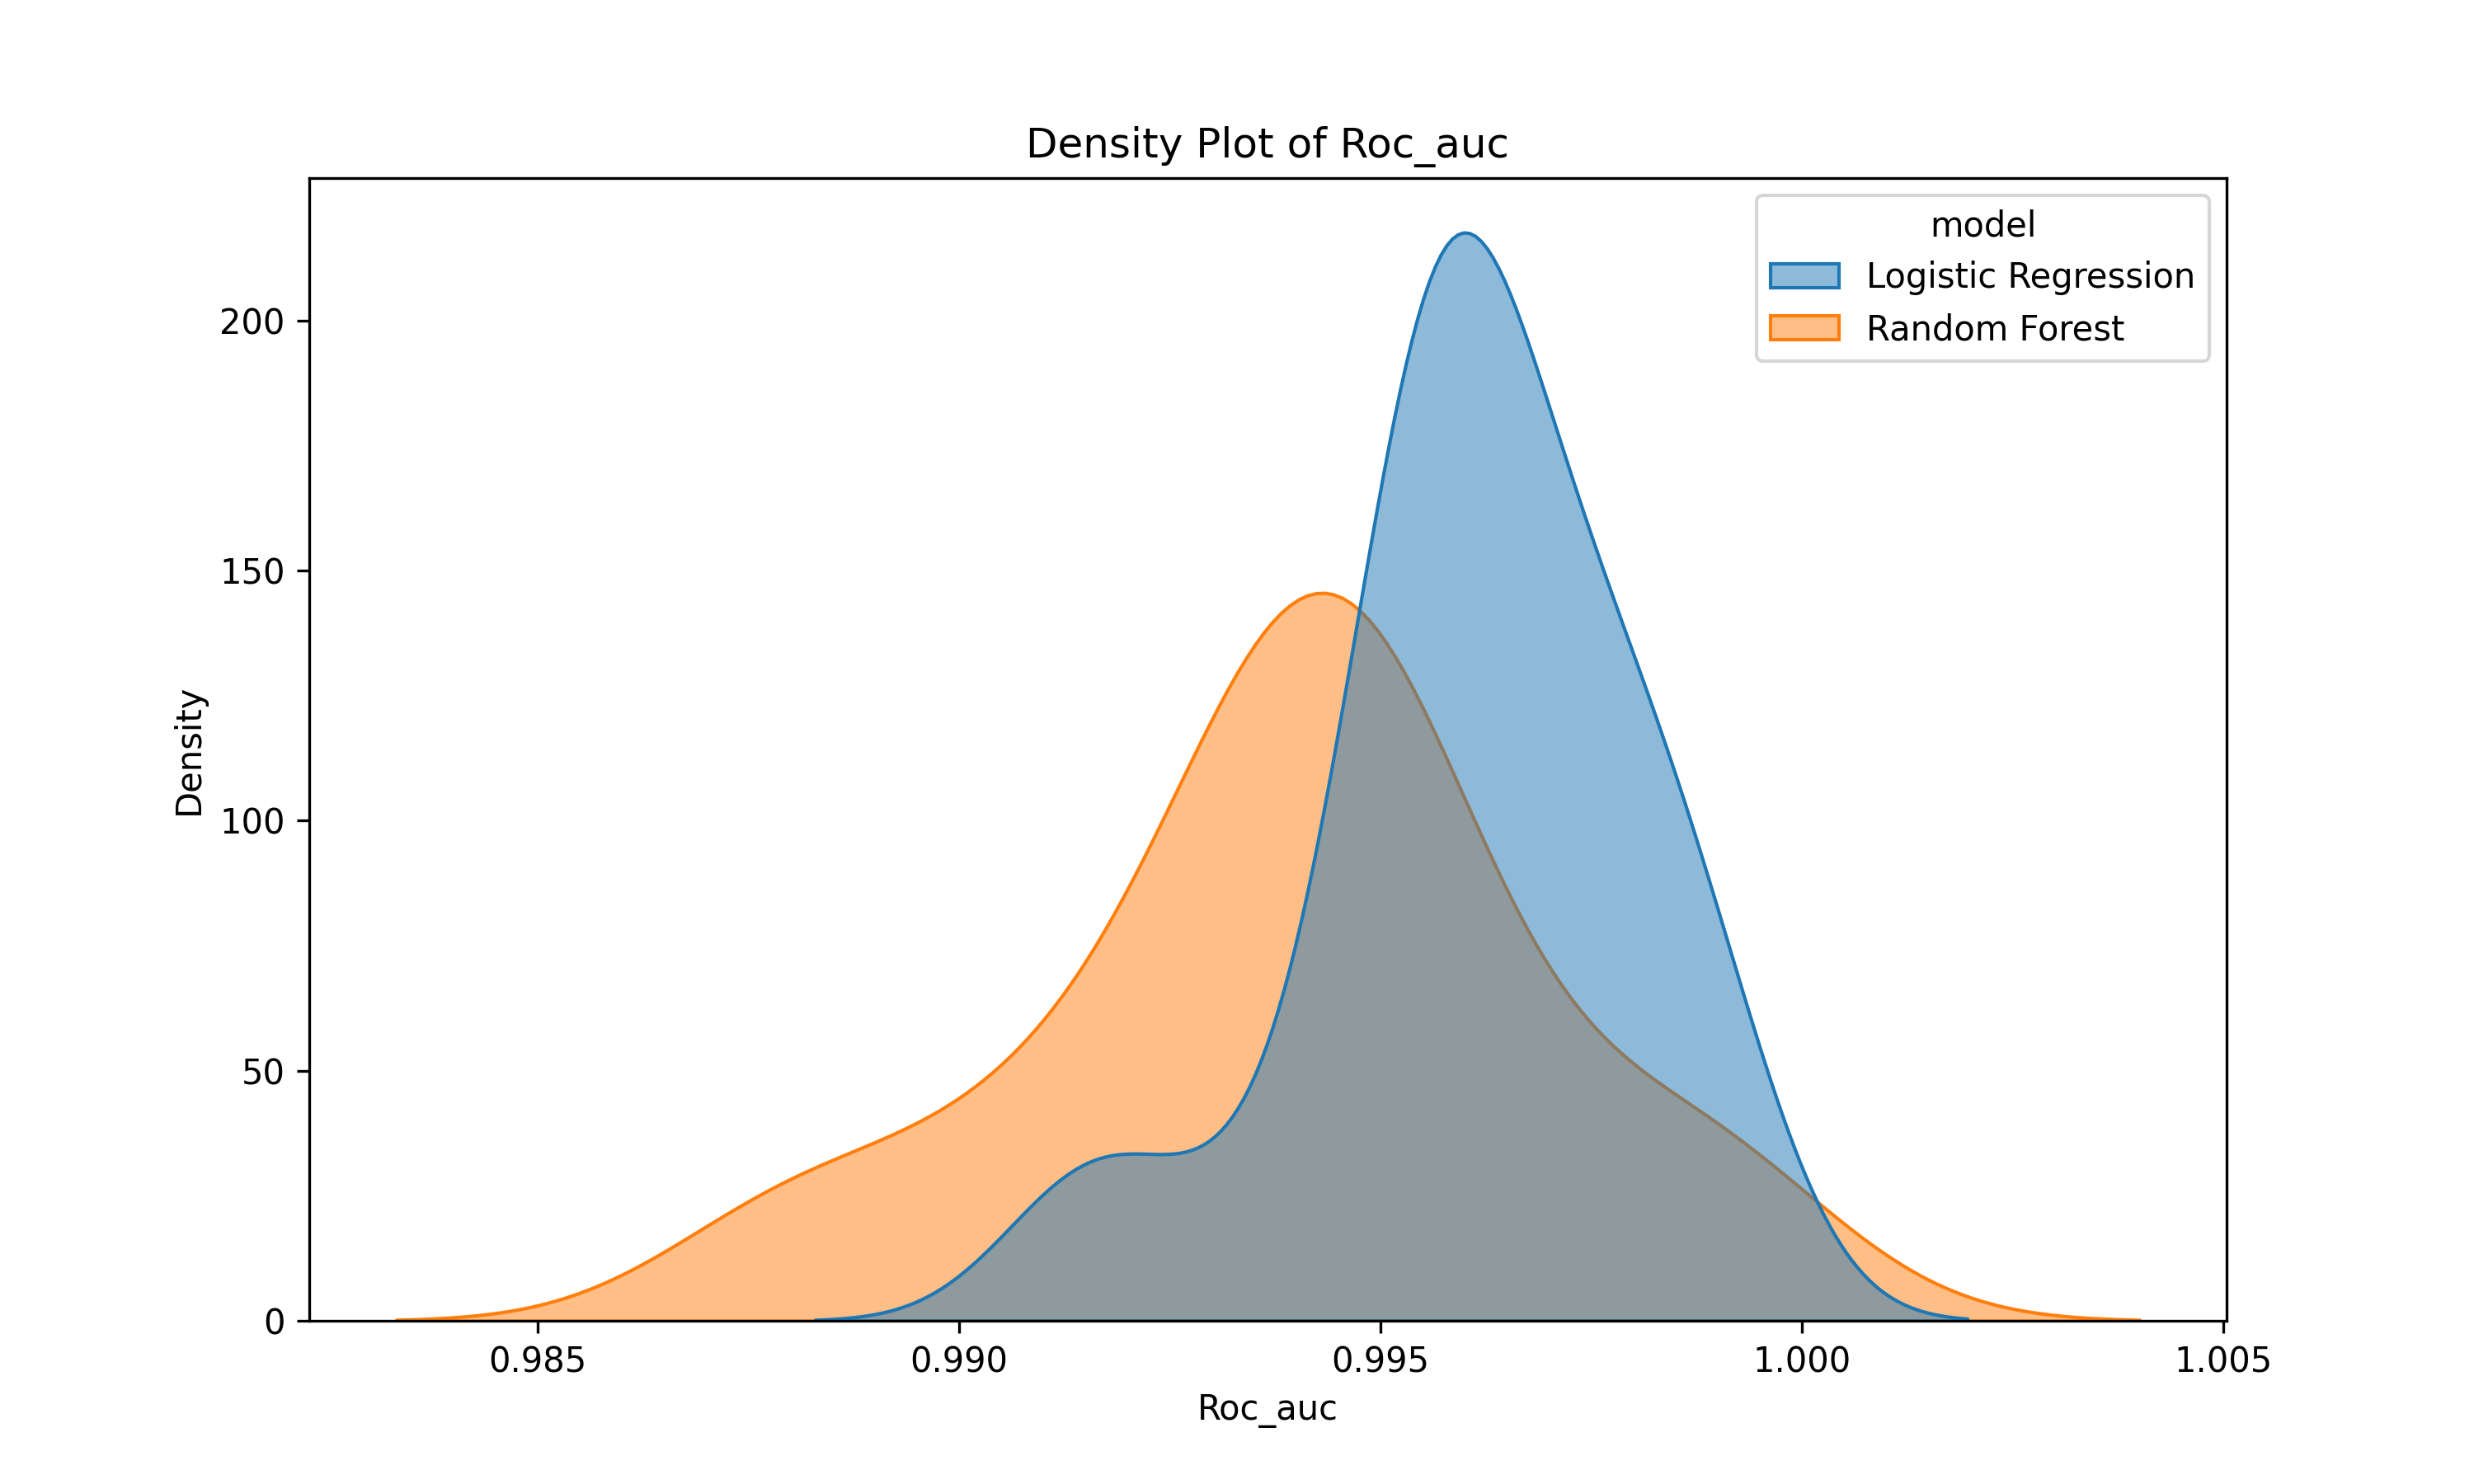 Density Plot of Roc_auc
model
Logistic Regression
Random Forest
200
150
100
50
0
Density
0.985
0.990
0.995
1.000
1.005
Roc_auc